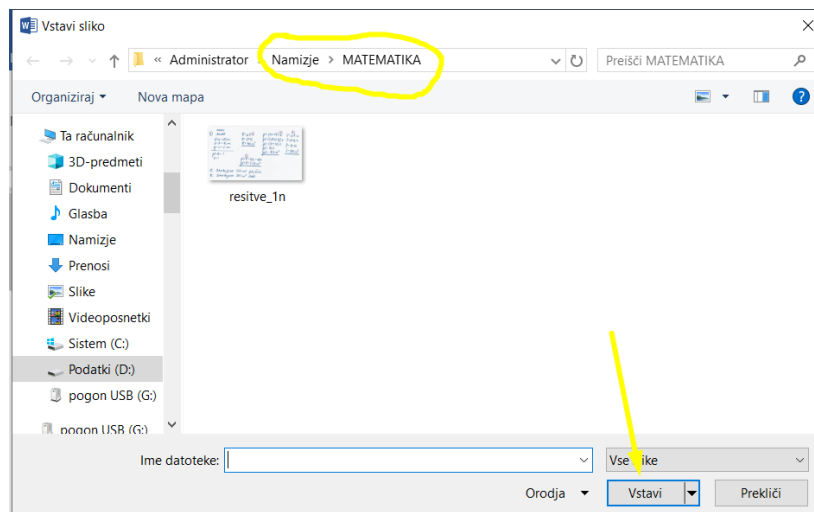 Vstavi sliko
« Administrator Namizje > MATEMATIKA
Preišči MATEMATIKA
Organiziraj
Nova mapa
Ta računalnik
3D-predmeti
Dokumenti
Glasba
Namizje
Prenosi
Slike
Videoposnetki
Sistem (C:)
Podatki (D:)
pogon USB (G:)
pogon USB (G:)
resitve_1n
Ime datoteke:
Vse
Orodja
Vstavi
Prekliči